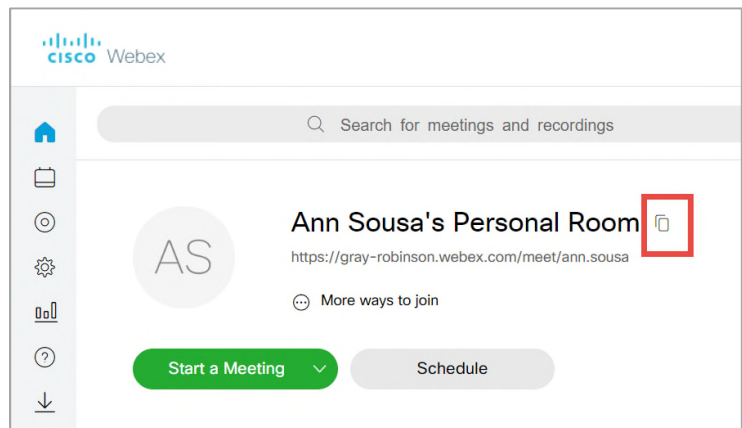 cisco Webex
Search for meetings and recordings
AS
Ann Sousa's Personal Room
https://gray-robinson.webex.com/meet/ann.sousa
More ways to join
Start a Meeting
Schedule